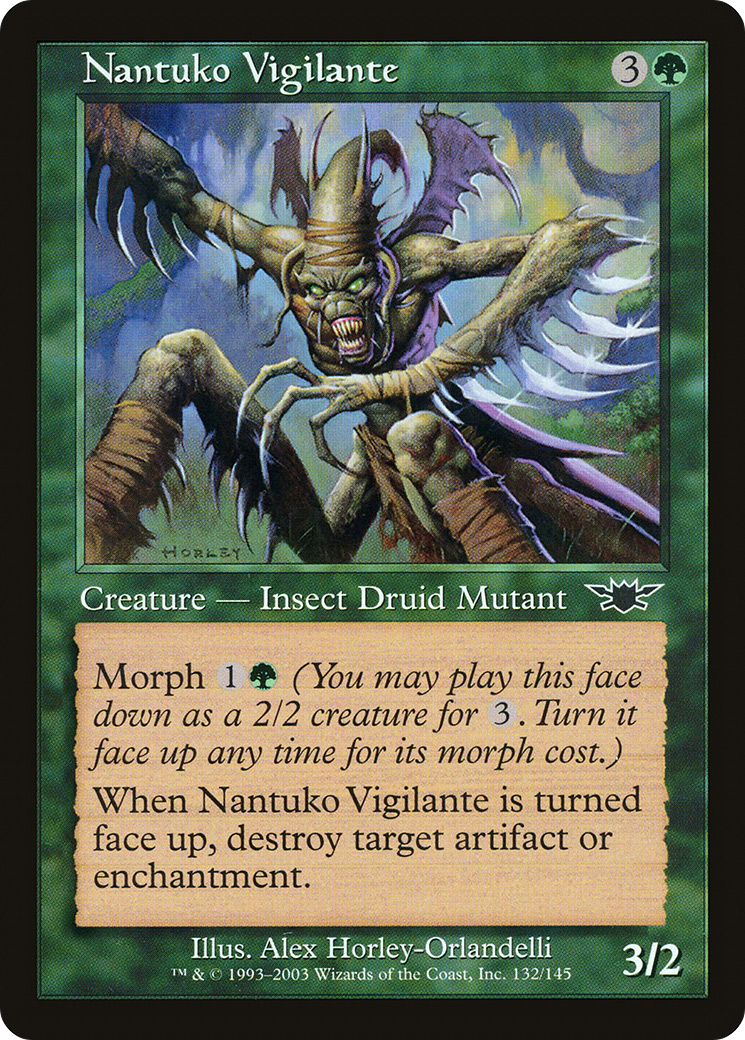 Nantuko Vigilante 3
HORLEY
Creature — Insect Druid Mutant
Morph 1 (You may play this face
down as a 2/2 creature for 3. Turn it
face up any time for its morph cost.)
When Nantuko Vigilante is turned
face up, destroy target artifact or
enchantment.
Illus. Alex Horley-Orlandelli
™ & © 1993–2003 Wizards of the Coast, Inc. 132/145
3/2